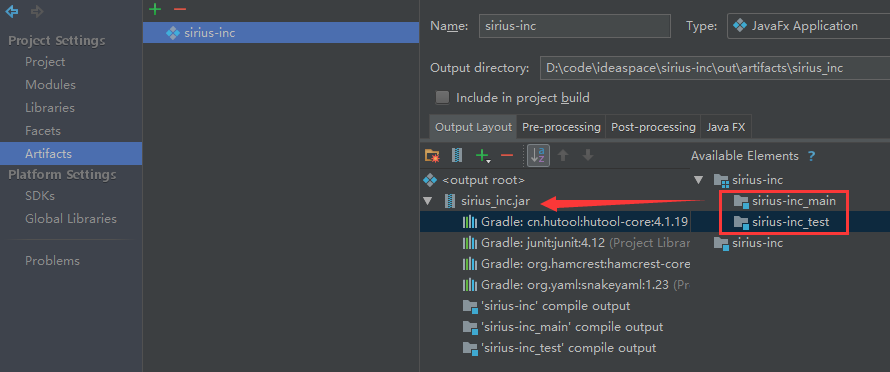 Project Settings
Project
Modules
Libraries
Facets
Artifacts
Platform Settings
SDKs
Global Libraries
Problems
sirius-inc
Name: sirius-inc Type: JavaFx Application
Output directory: D:\code\ideaspace\sirius-inc\out\artifacts\sirius_inc
Include in project build
Output Layout Pre-processing Post-processing Java FX
<output root>
sirius_inc.jar
Gradle: cn.hutool:hutool-core:4.1.19
Gradle: junit:junit:4.12 (Project Librar
Gradle: org.hamcrest:hamcrest-core
Gradle: org.yaml:snakeyaml:1.23 (Pr
'sirius-inc' compile output
'sirius-inc_main' compile output
'sirius-inc_test' compile output
Available Elements ?
sirius-inc
sirius-inc_main
sirius-inc_test
sirius-inc